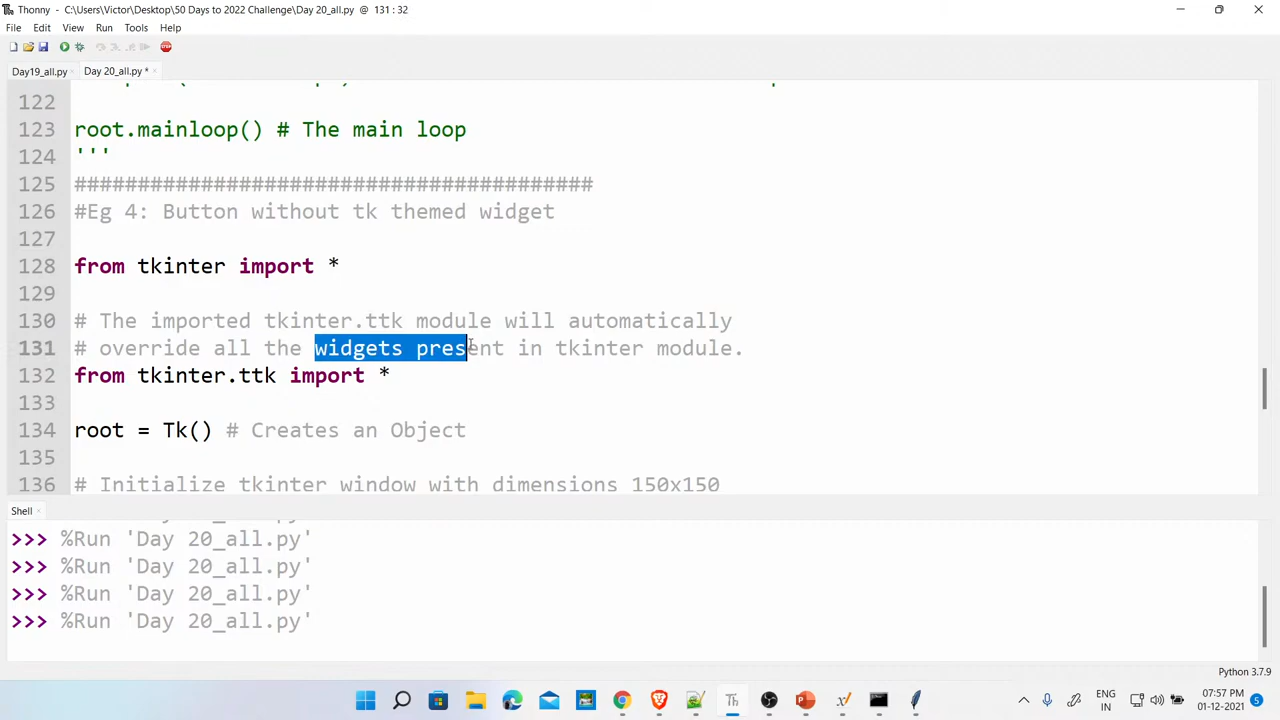 Thonny - C:\Users\Victor\Desktop\50 Days to 2022 Challenge\Day 20_all.py @ 131 : 32
File Edit View Run Tools Help
Day19_all.py × Day 20_all.py * ×
122
123 root.mainloop() # The main loop
124 '''
125 #########################################
126 #Eg 4: Button without tk themed widget
127
128 from tkinter import *
129
130 # The imported tkinter.ttk module will automatically
131 # override all the widgets present in tkinter module.
132 from tkinter.ttk import *
133
134 root = Tk() # Creates an Object
135
136 # Initialize tkinter window with dimensions 150x150
Shell ×
>>> %Run 'Day 20_all.py'
>>> %Run 'Day 20_all.py'
>>> %Run 'Day 20_all.py'
>>> %Run 'Day 20_all.py'
Python 3.7.9
Th
ENG
IN
07:57 PM
01-12-2021
5